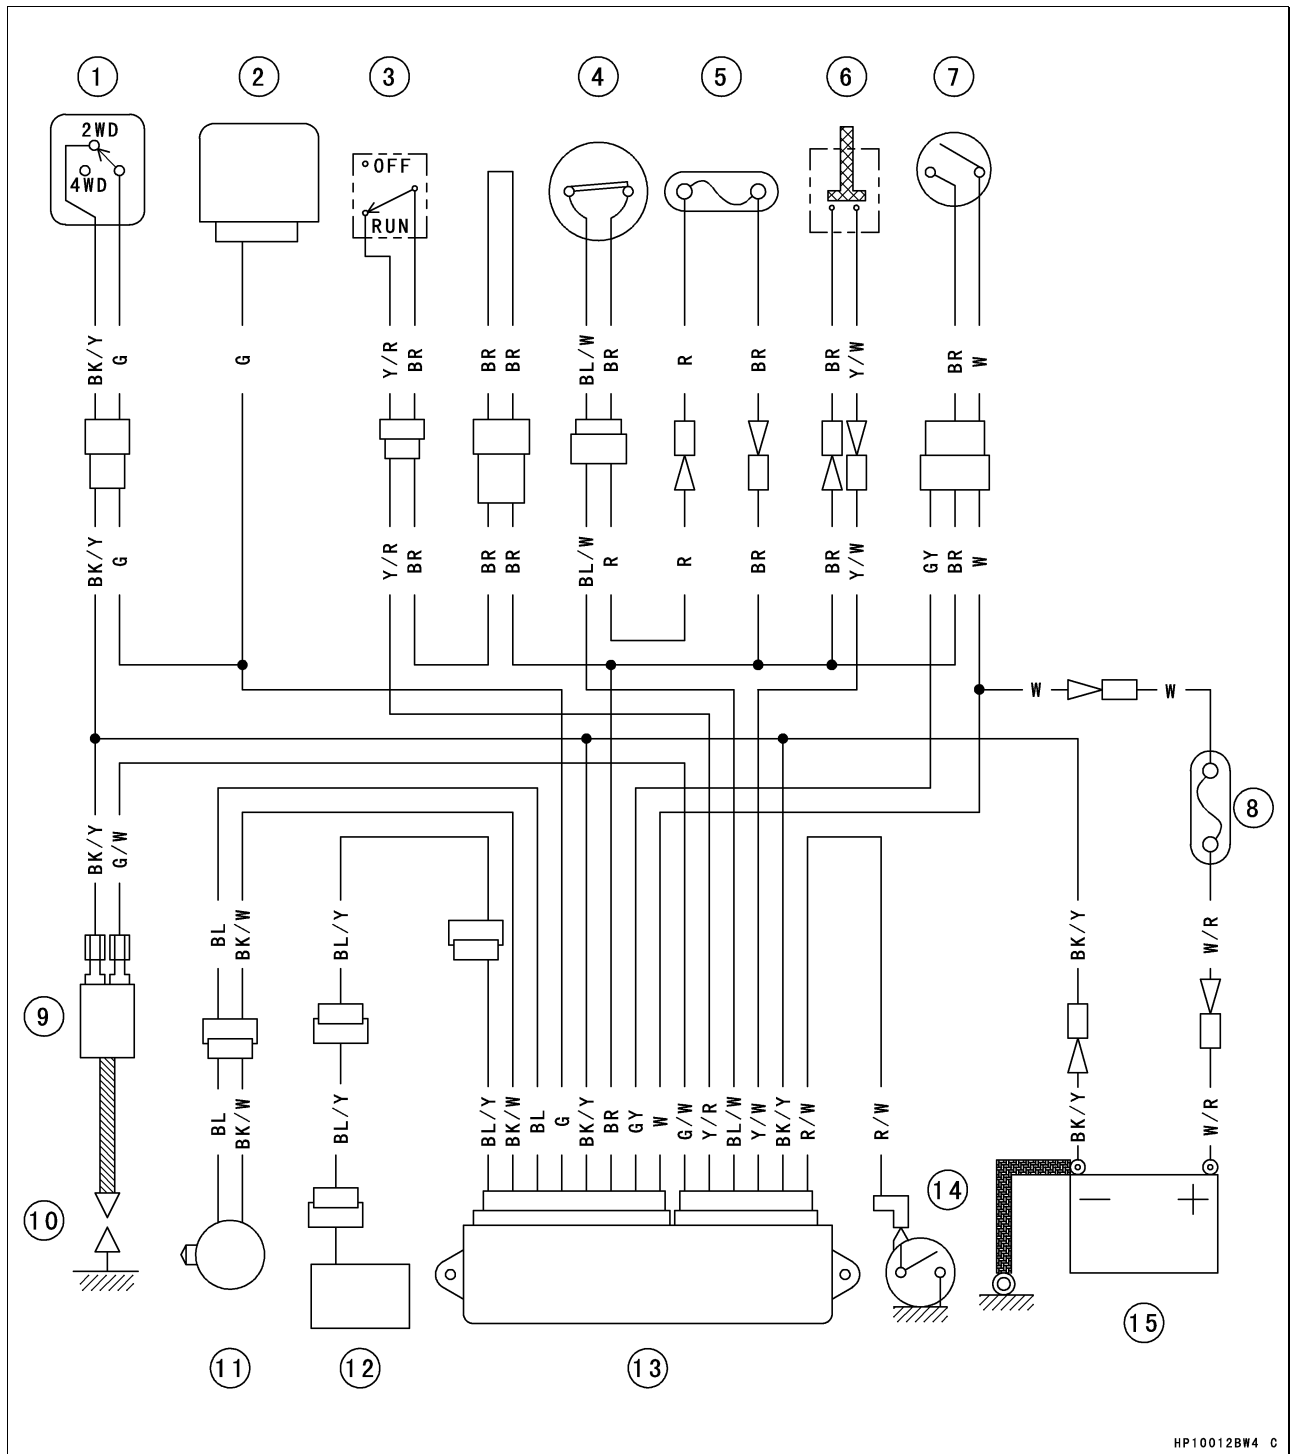 1 2 3 4 5 6 7
2WD
4WD
OFF
RUN
BK/Y G G Y/R BR BR BR BL/W BR R BR BR Y/W BR W
BK/Y G Y/R BR BR BR BL/W R R BR BR Y/W GY BR W
W W
8
BK/Y G/W
BL BK/W BL/Y BK/Y W/R
9
BL BK/W BL/Y BL/Y BK/W BL G BK/Y BR GY W G/W Y/R BL/W Y/W BK/Y R/W R/W BK/Y W/R
10
14
− +
11 12 13 15
HP10012BW4 C